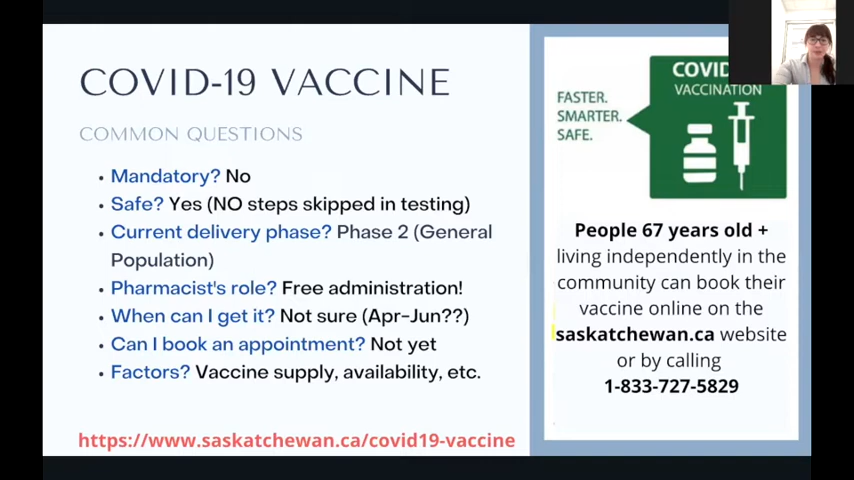 COVID-19 VACCINE
COMMON QUESTIONS
• Mandatory? No
• Safe? Yes (NO steps skipped in testing)
• Current delivery phase? Phase 2 (General
Population)
• Pharmacist's role? Free administration!
• When can I get it? Not sure (Apr-Jun??)
• Can I book an appointment? Not yet
• Factors? Vaccine supply, availability, etc.
https://www.saskatchewan.ca/covid19-vaccine
FASTER.
SMARTER.
SAFE.
VACCINATION
People 67 years old +
living independently in the
community can book their
vaccine online on the
saskatchewan.ca website
or by calling
1-833-727-5829